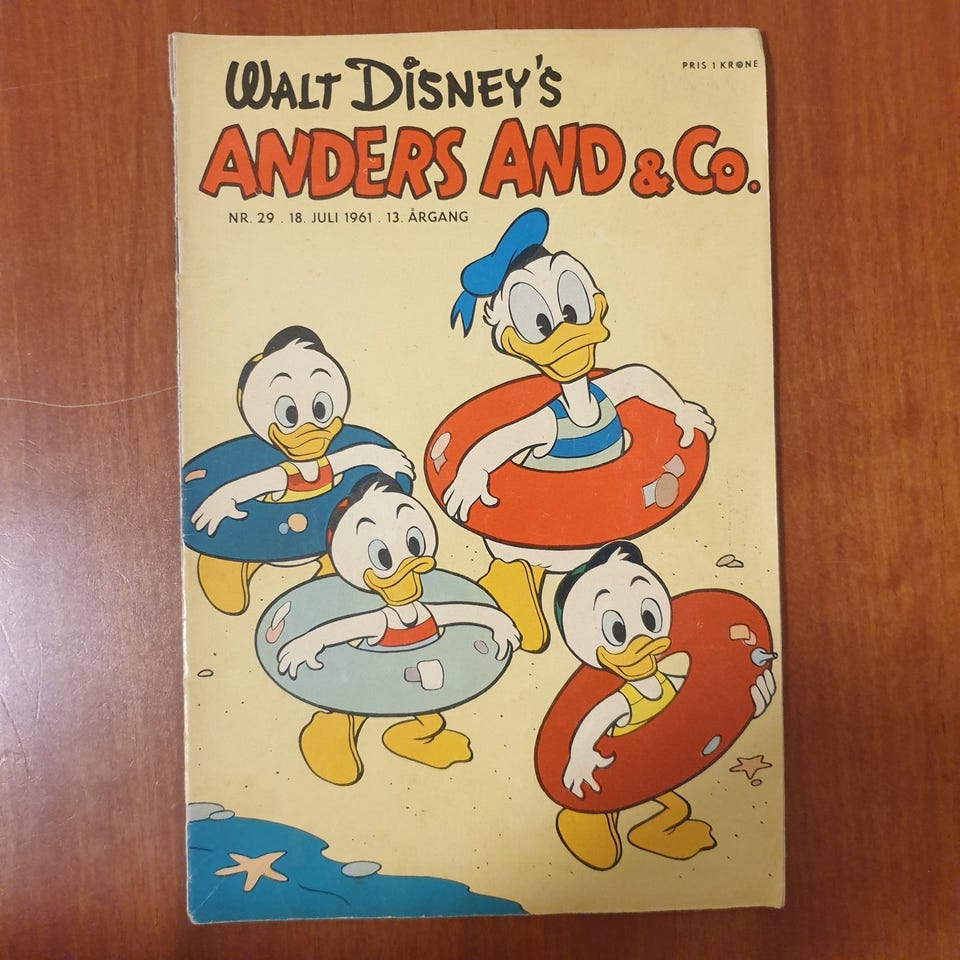 PRIS 1 KRONE
WALT DISNEY'S
ANDERS AND & CO.
NR. 29 . 18. JULI 1961 . 13. ÅRGANG